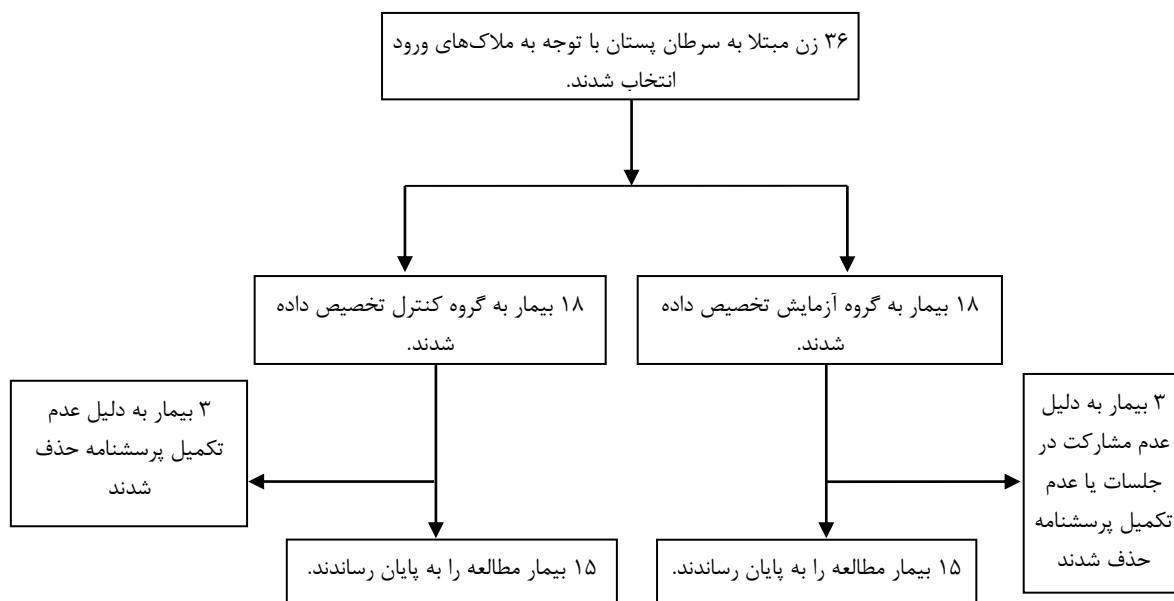 ۳۶ زن مبتلا به سرطان پستان با توجه به ملاک‌های ورود
انتخاب شدند.
۱۸ بیمار به گروه آزمایش تخصیص داده
شدند.
۱۸ بیمار به گروه کنترل تخصیص داده
شدند.
۳ بیمار به دلیل
عدم مشارکت در
جلسات یا عدم
تکمیل پرسشنامه
حذف شدند
۳ بیمار به دلیل عدم
تکمیل پرسشنامه حذف
شدند
۱۵ بیمار مطالعه را به پایان رساندند.
۱۵ بیمار مطالعه را به پایان رساندند.